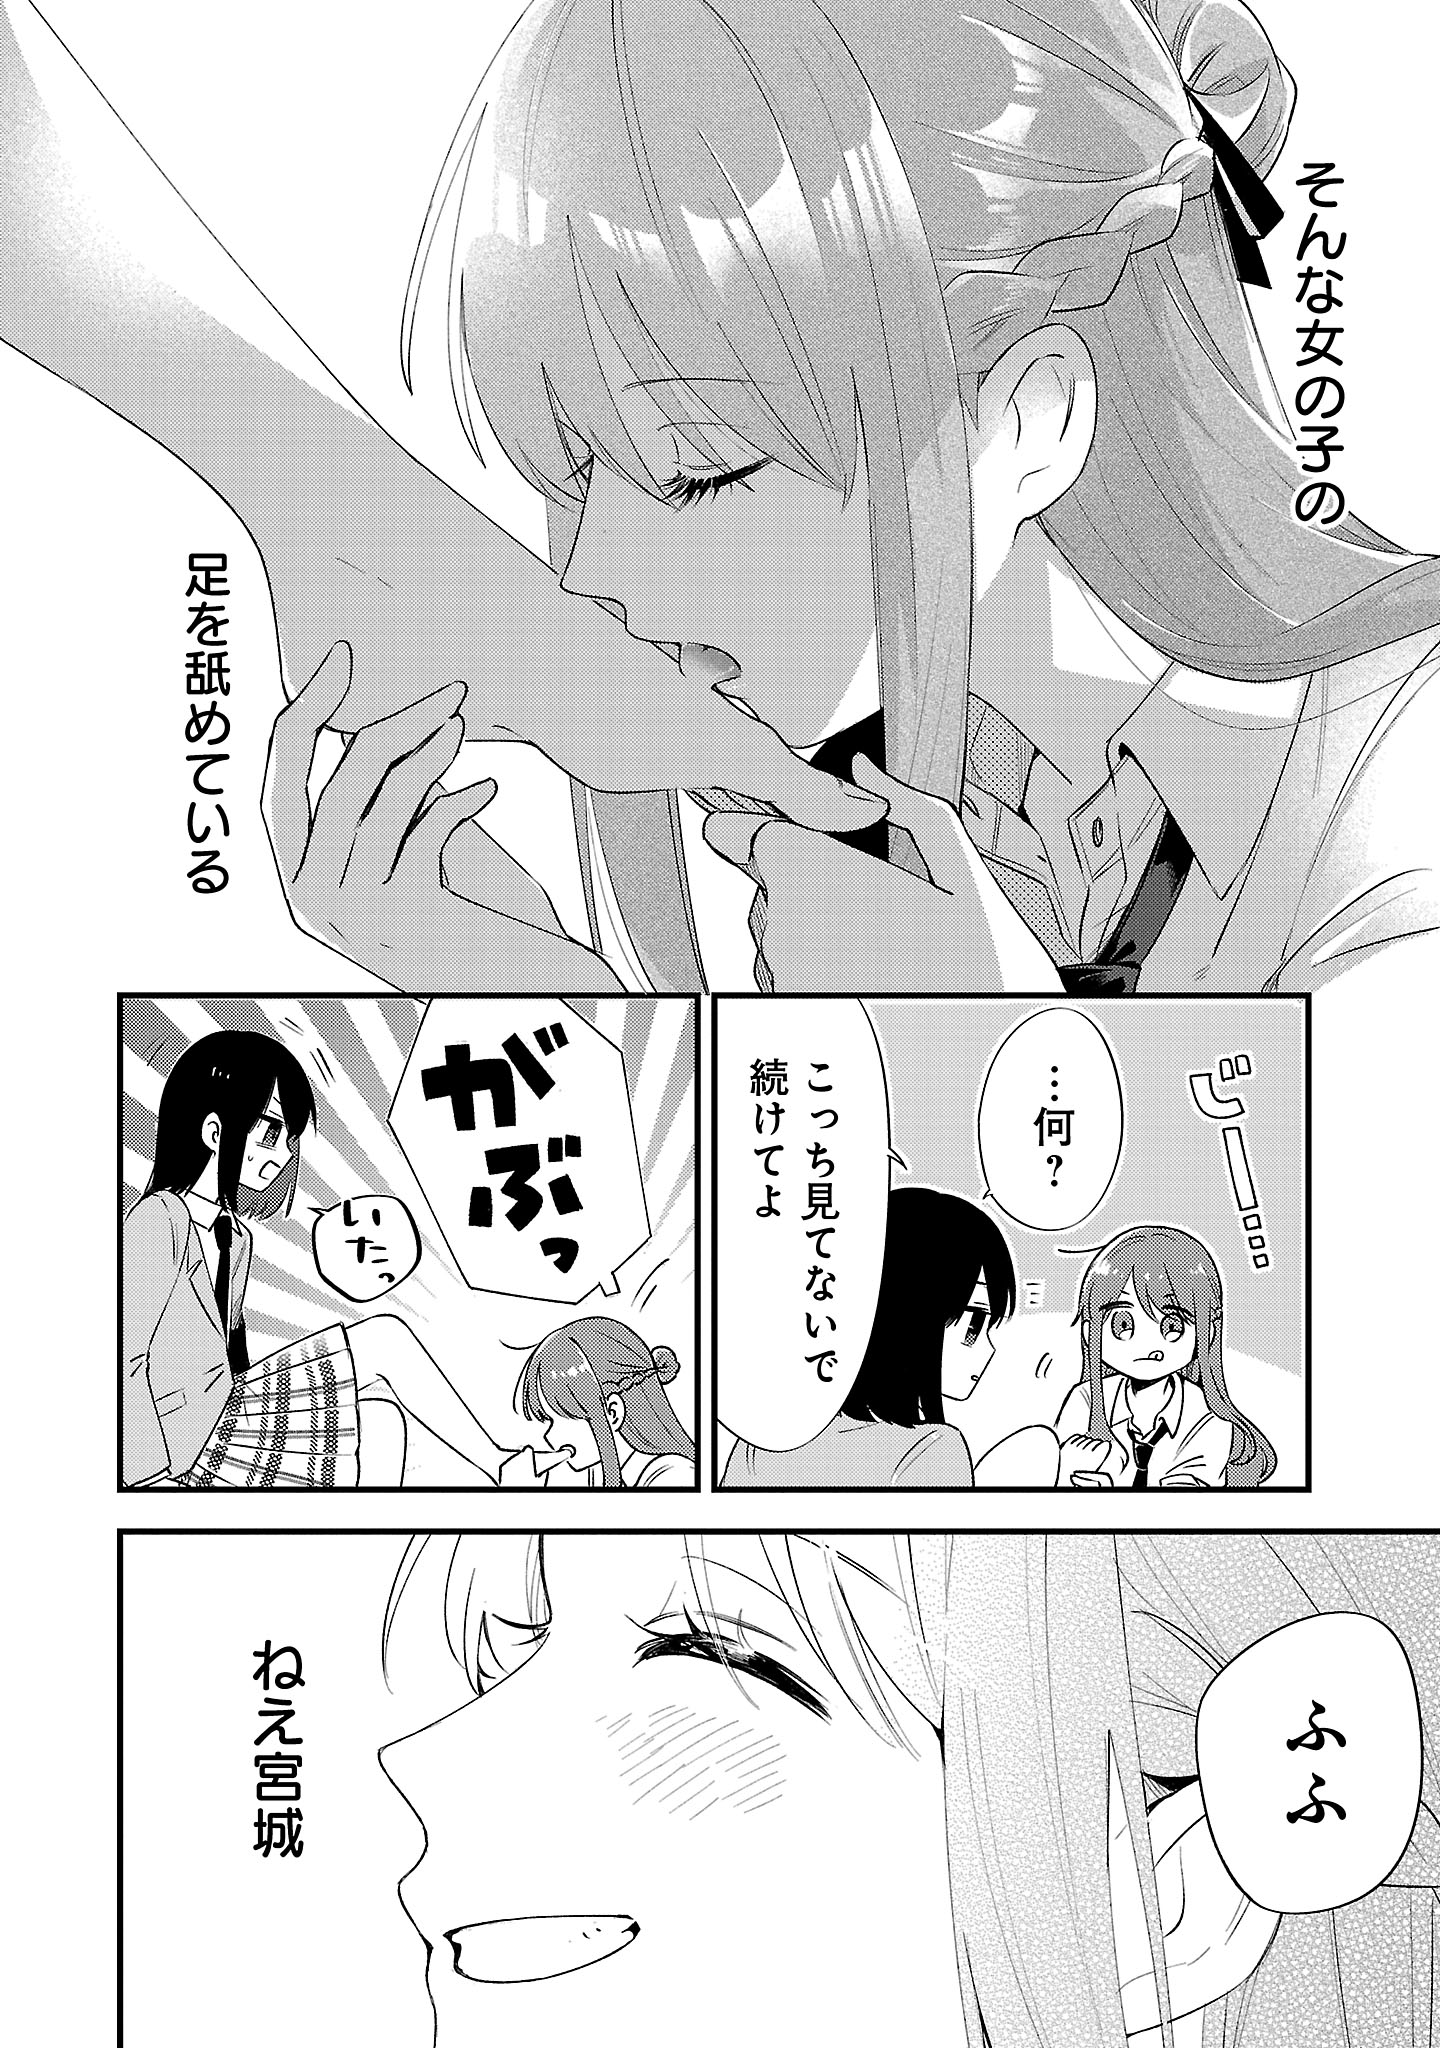 そんな女の子の
足を舐めている
じー…‥
…何?
こっち見てないで
続けてよ
がぶっ
いたっ
ふふ
ねえ宮城